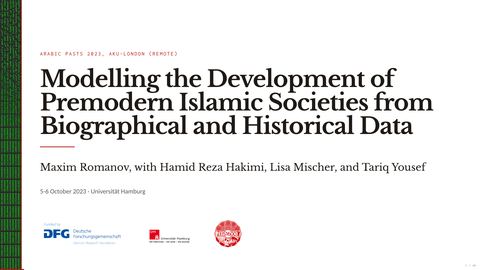 ARABIC PASTS 2023, AKU-LONDON (REMOTE)
Modelling the Development of
Premodern Islamic Societies from
Biographical and Historical Data
Maxim Romanov, with Hamid Reza Hakimi, Lisa Mischer, and Tariq Yousef
5-6 October 2023 · Universität Hamburg
Funded by
DFG Deutsche
Forschungsgemeinschaft
Universität Hamburg